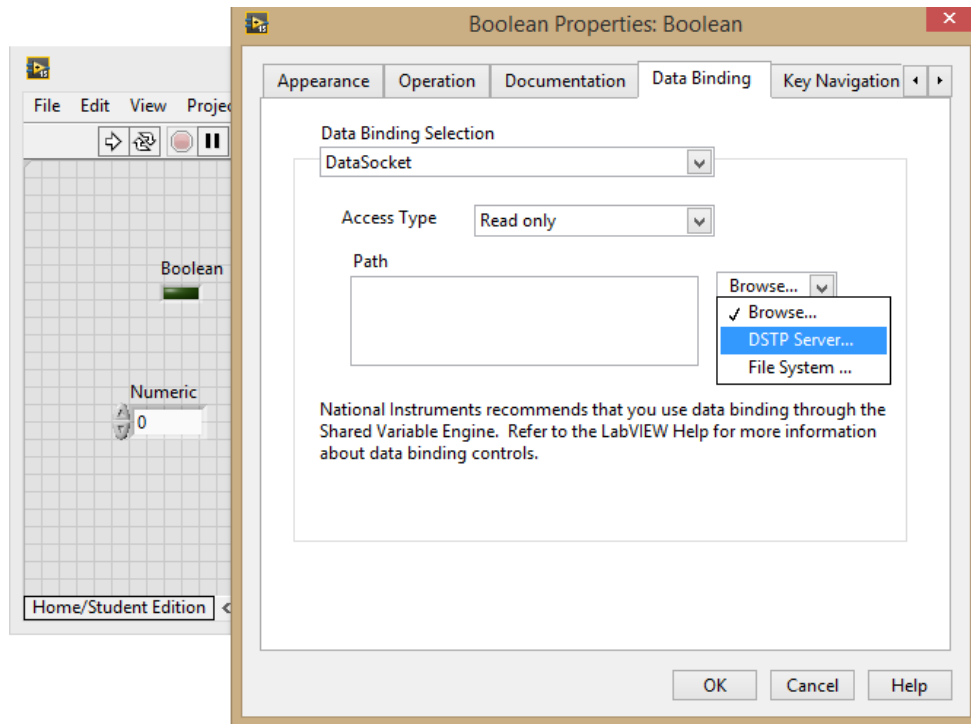 Boolean Properties: Boolean
15
File Edit View Projec
Boolean
Numeric
0
Home/Student Edition
15
Appearance Operation Documentation Data Binding Key Navigation
Data Binding Selection
DataSocket
Access Type Read only
Path
Browse...
Browse...
DSTP Server...
File System ...
National Instruments recommends that you use data binding through the
Shared Variable Engine. Refer to the LabVIEW Help for more information
about data binding controls.
OK Cancel Help